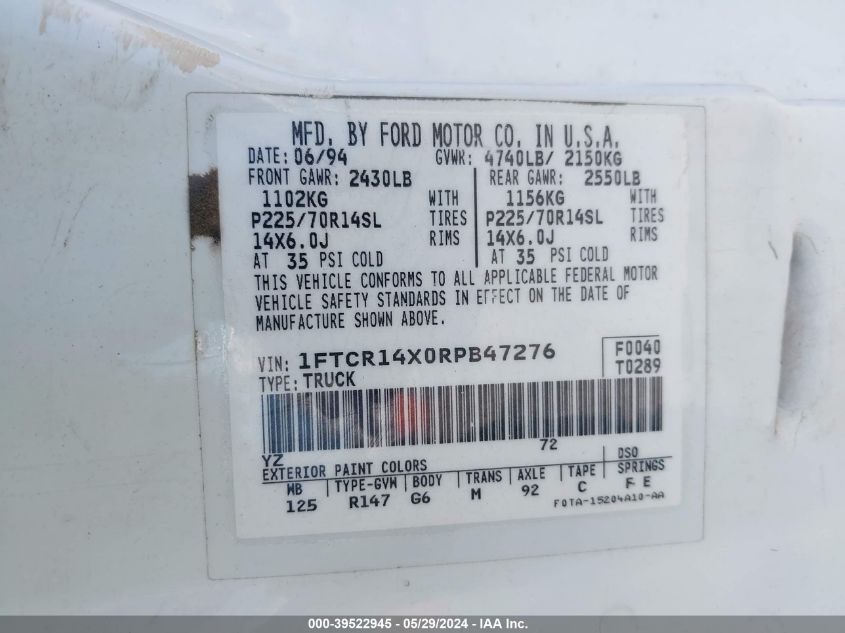 MFD. BY FORD MOTOR CO. IN U.S.A.
DATE: 06/94 GVWR: 4740LB/ 2150KG
FRONT GAWR: 2430LB REAR GAWR: 2550LB
1102KG WITH 1156KG WITH
P225/70R14SL TIRES P225/70R14SL TIRES
14X6.0J RIMS 14X6.0J RIMS
AT 35 PSI COLD AT 35 PSI COLD
THIS VEHICLE CONFORMS TO ALL APPLICABLE FEDERAL MOTOR
VEHICLE SAFETY STANDARDS IN EFFECT ON THE DATE OF
MANUFACTURE SHOWN ABOVE.
VIN: 1FTCR14X0RPB47276 F0040
TYPE: TRUCK T0289
YZ 72
EXTERIOR PAINT COLORS DSO
WB TYPE-GVW BODY TRANS AXLE TAPE SPRINGS
125 R147 G6 M 92 C F E
F0TA-15204A10-AA
000-39522945 - 05/29/2024 - IAA Inc.